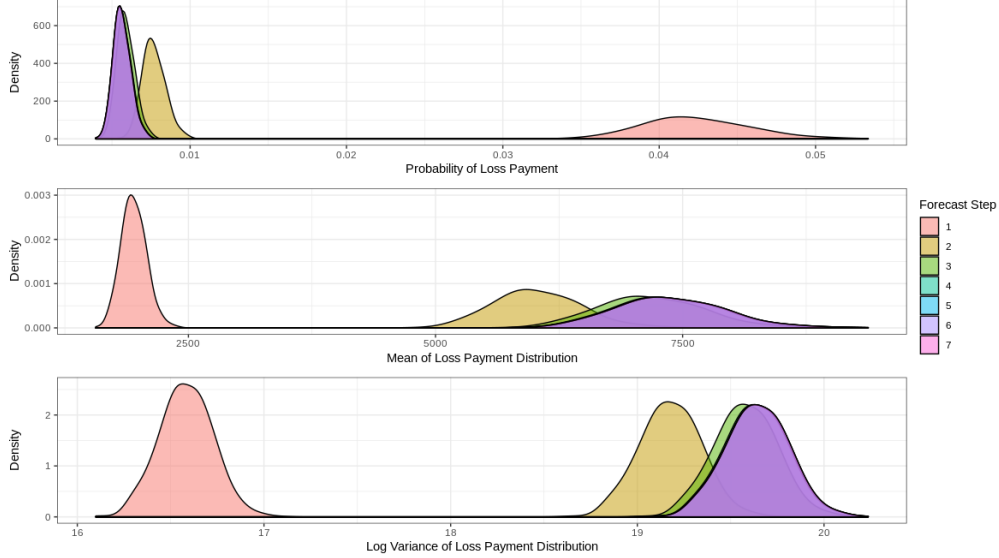 600
400
200
0
Density
0.01 0.02 0.03 0.04 0.05
Probability of Loss Payment
0.003
0.002
0.001
0.000
Density
2500 5000 7500
Mean of Loss Payment Distribution
2
1
0
Density
16 17 18 19 20
Log Variance of Loss Payment Distribution
Forecast Step
1
2
3
4
5
6
7